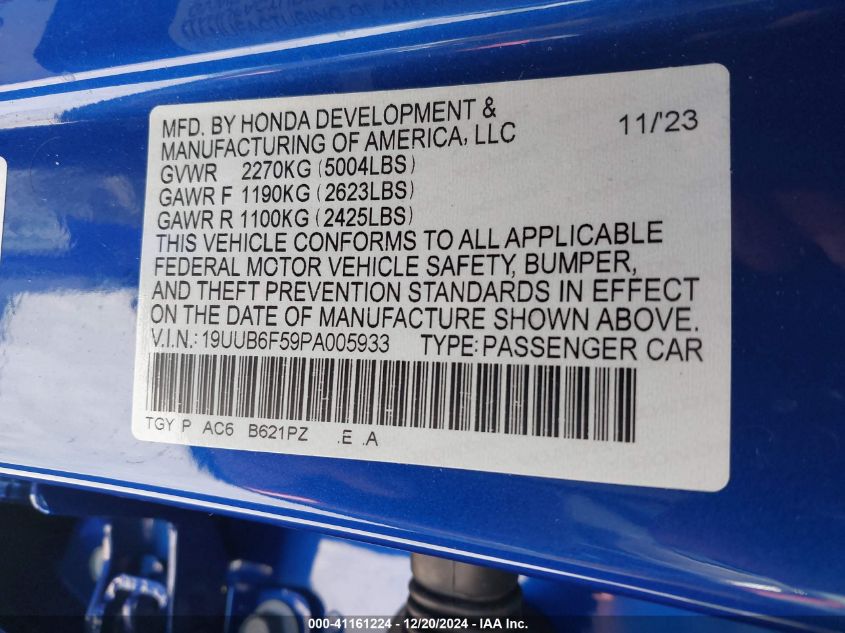 MFD. BY HONDA DEVELOPMENT &
MANUFACTURING OF AMERICA, LLC 11/'23
GVWR 2270KG (5004LBS)
GAWR F 1190KG (2623LBS)
GAWR R 1100KG (2425LBS)
THIS VEHICLE CONFORMS TO ALL APPLICABLE
FEDERAL MOTOR VEHICLE SAFETY, BUMPER,
AND THEFT PREVENTION STANDARDS IN EFFECT
ON THE DATE OF MANUFACTURE SHOWN ABOVE.
V.I.N.: 19UUB6F59PA005933 TYPE: PASSENGER CAR
TGY P AC6 B621PZ .E .A
000-41161224 - 12/20/2024 - IAA Inc.